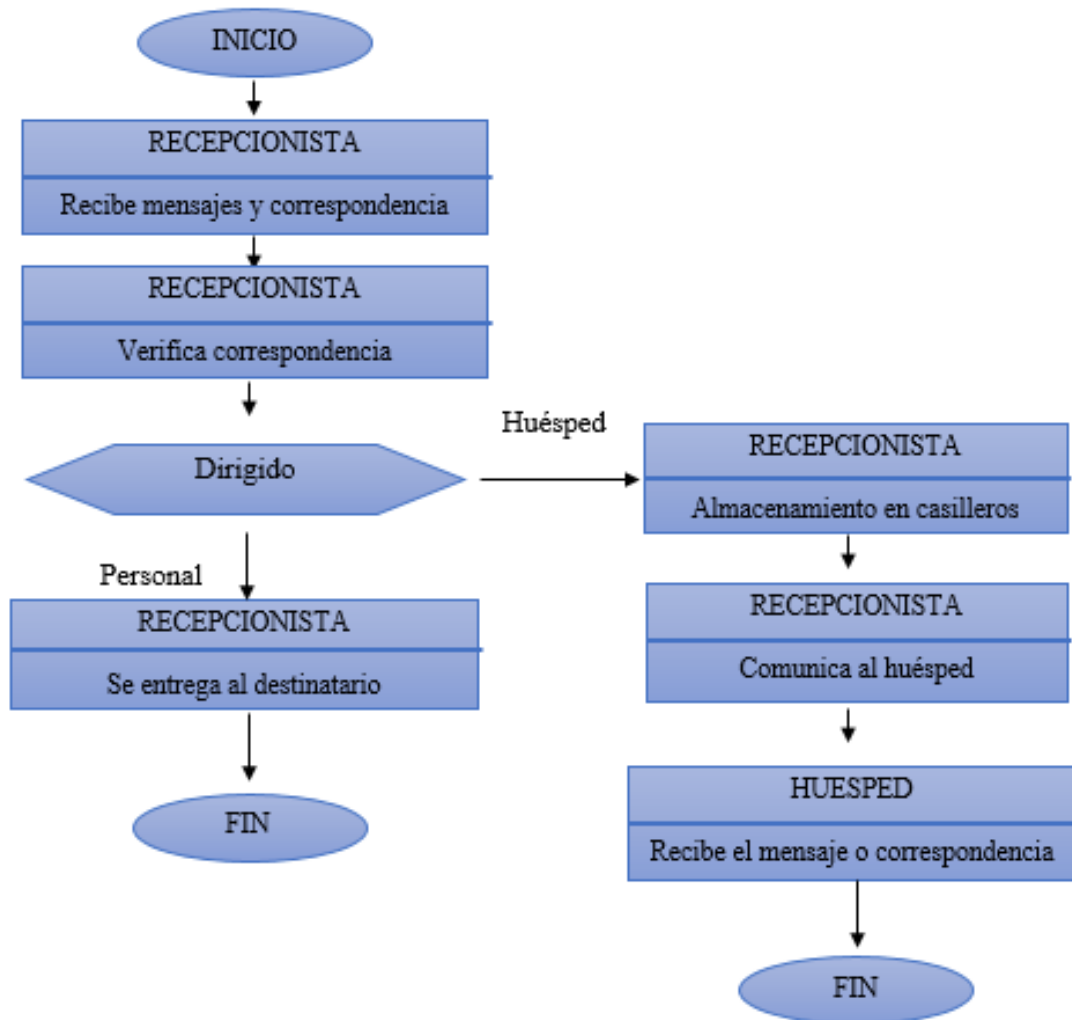 INICIO
RECEPCIONISTA
Recibe mensajes y correspondencia
RECEPCIONISTA
Verifica correspondencia
Dirigido
Huésped
Personal
RECEPCIONISTA
Se entrega al destinatario
FIN
RECEPCIONISTA
Almacenamiento en casilleros
RECEPCIONISTA
Comunica al huésped
HUESPED
Recibe el mensaje o correspondencia
FIN